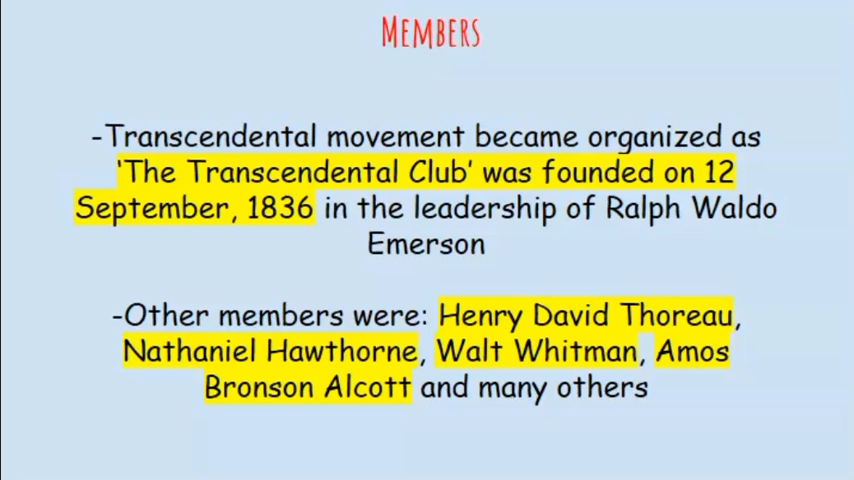 MEMBERS
-Transcendental movement became organized as
'The Transcendental Club' was founded on 12
September, 1836 in the leadership of Ralph Waldo
Emerson
-Other members were: Henry David Thoreau,
Nathaniel Hawthorne, Walt Whitman, Amos
Bronson Alcott and many others